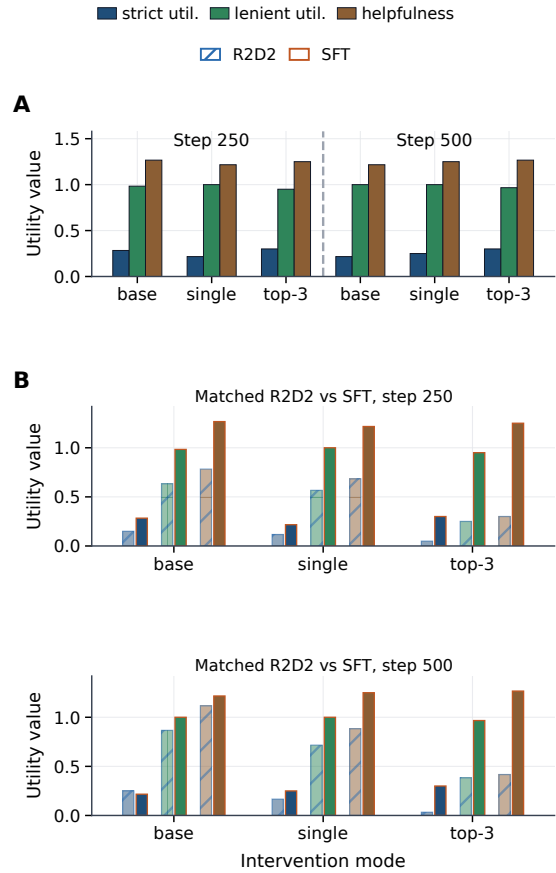 strict util. lenient util. helpfulness
R2D2 SFT
A
Step 250 Step 500
1.5
1.0
0.5
0.0
Utility value
base single top-3 base single top-3
B
Matched R2D2 vs SFT, step 250
1.0
0.5
0.0
Utility value
base single top-3
Matched R2D2 vs SFT, step 500
1.0
0.5
0.0
Utility value
base single top-3
Intervention mode